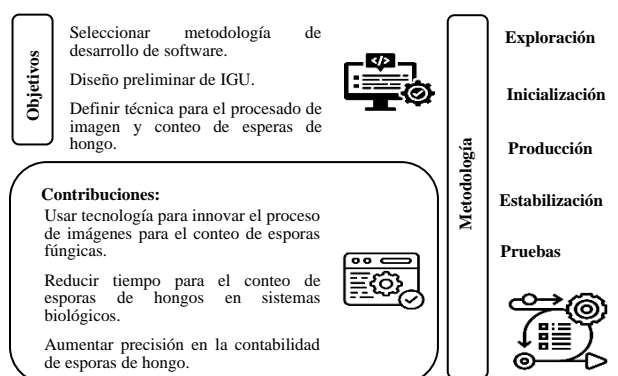 Objetivos
Seleccionar metodología de
desarrollo de software.
Diseño preliminar de IGU.
Definir técnica para el procesado de
imagen y conteo de esperas de
hongo.
Contribuciones:
Usar tecnología para innovar el proceso
de imágenes para el conteo de esporas
fúngicas.
Reducir tiempo para el conteo de
esporas de hongos en sistemas
biológicos.
Aumentar precisión en la contabilidad
de esporas de hongo.
Metodología
Exploración
Inicialización
Producción
Estabilización
Pruebas